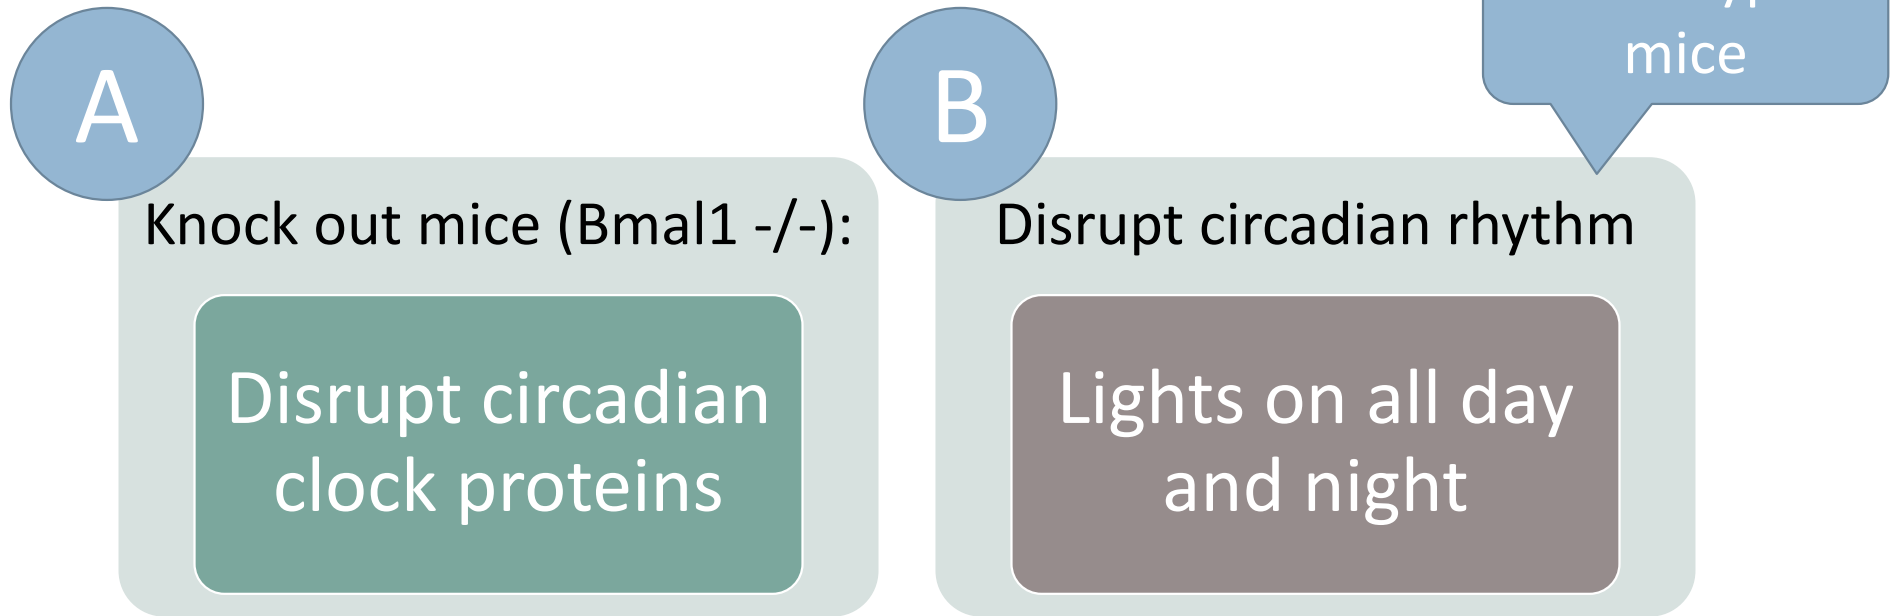 A
B
mice
Knock out mice (Bmal1 -/-):
Disrupt circadian rhythm
Disrupt circadian
clock proteins
Lights on all day
and night